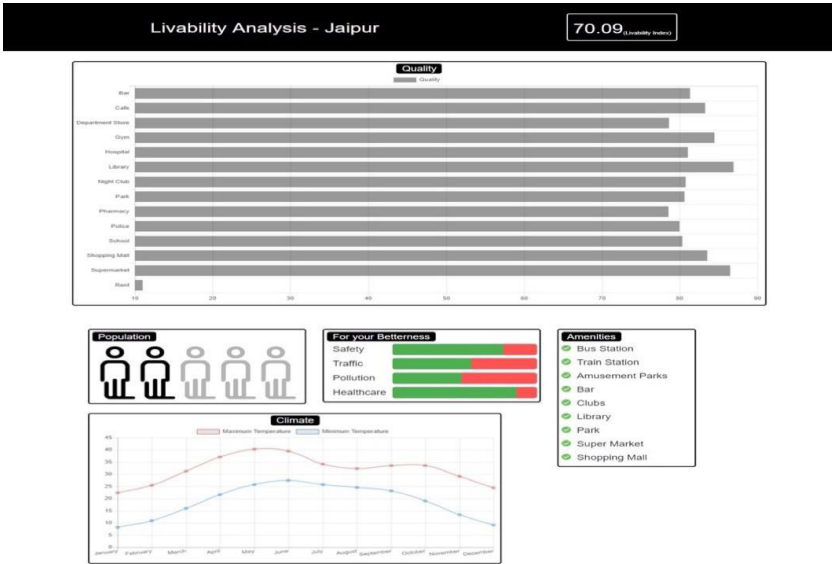 Livability Analysis - Jaipur
70.09 (Livability Index)
Quality
Quality
Bar
Cafe
Department Store
Gym
Hospital
Library
Night Club
Park
Pharmacy
Police
School
Shopping Mall
Supermarket
Rent
10 20 30 40 50 60 70 80 90
Population
For your Betterness
Safety
Traffic
Pollution
Healthcare
Amenities
Bus Station
Train Station
Amusement Parks
Bar
Clubs
Library
Park
Super Market
Shopping Mall
Climate
Maximum Temperature Minimum Temperature
45
40
35
30
25
20
15
10
5
0
January February March April May June July August September October November December